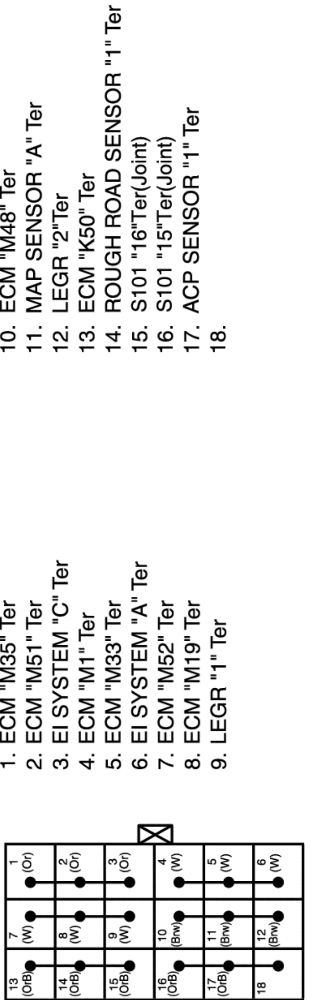 1. ECM "M35" Ter
2. ECM "M51" Ter
3. EI SYSTEM "C" Ter
4. ECM "M1" Ter
5. ECM "M33" Ter
6. EI SYSTEM "A" Ter
7. ECM "M52" Ter
8. ECM "M19" Ter
9. LEGR "1" Ter
10. ECM "M48" Ter
11. MAP SENSOR "A" Ter
12. LEGR "2"Ter
13. ECM "K50" Ter
14. ROUGH ROAD SENSOR "1" Ter
15. S101 "16"Ter(Joint)
16. S101 "15"Ter(Joint)
17. ACP SENSOR "1" Ter
18.
13 7 1
(OrB) (W) (Or)
14 8 2
(OrB) (W) (Or)
15 9 3
(OrB) (W) (Or)
16 10 4
(OrB) (Brw) (W)
17 11 5
(OrB) (Brw) (W)
18 12 6
(Brw) (W)